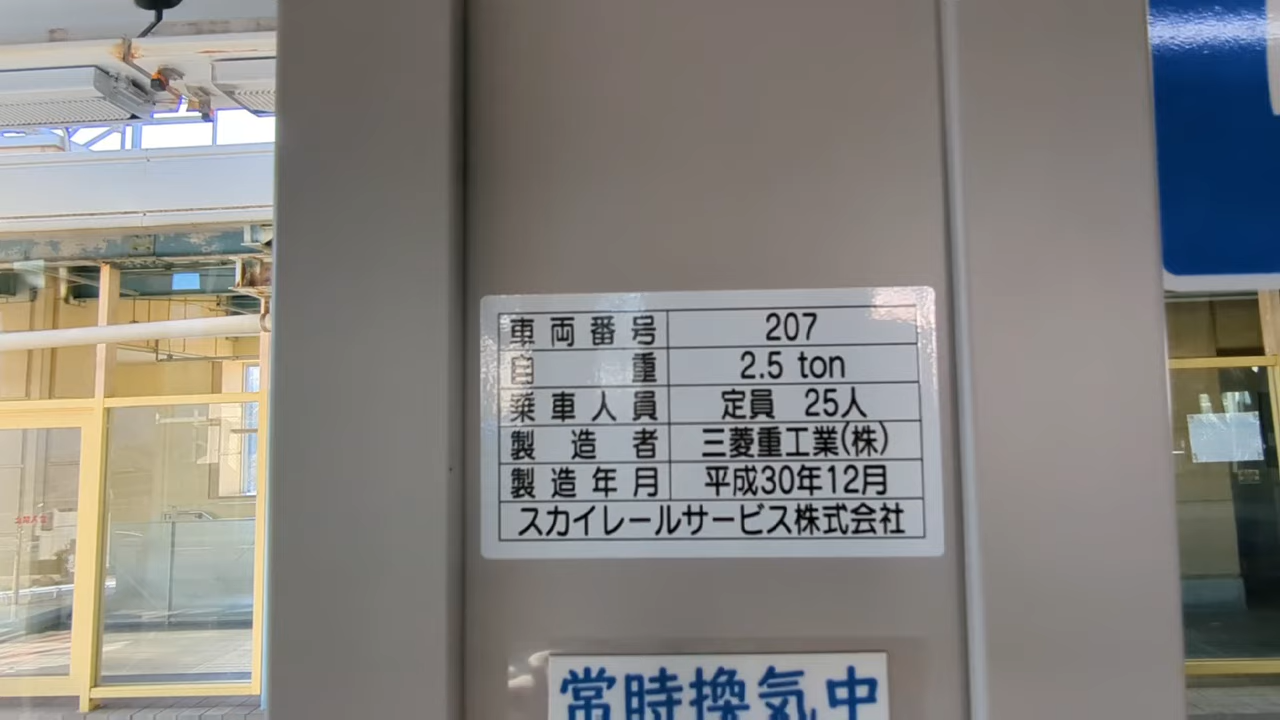 車両番号 207
自重 2.5 ton
乗車人員 定員 25人
製造者 三菱重工業(株)
製造年月 平成30年12月
スカイレールサービス株式会社
常時換気中